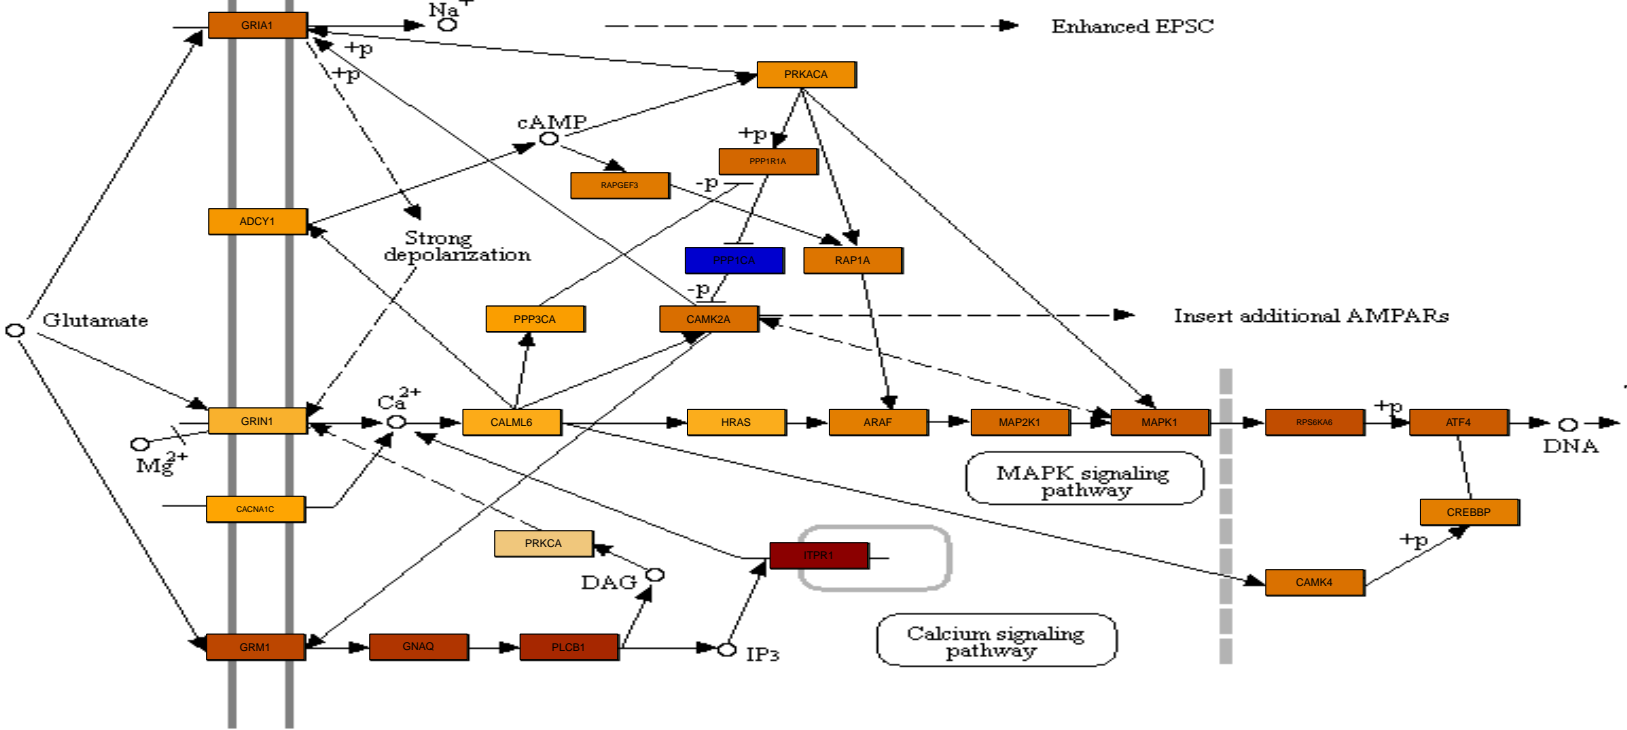 Na+
GRIA1
Enhanced EPSC
+p
+p
PRKACA
cAMP
+p
PPP1R1A
RAPGEF3
-p
ADCY1
Strong
depolarization
PPP1CA
RAP1A
-p
Glutamate
PPP3CA
CAMK2A
Insert additional AMPARs
Ca2+
GRIN1
CALML6
HRAS
ARAF
MAP2K1
MAPK1
RPS6KA6
+p
ATF4
DNA
Mg2+
MAPK signaling
pathway
CACNA1C
CREBBP
PRKCA
ITPR1
+p
DAG
CAMK4
Calcium signaling
pathway
GRM1
GNAQ
PLCB1
IP3